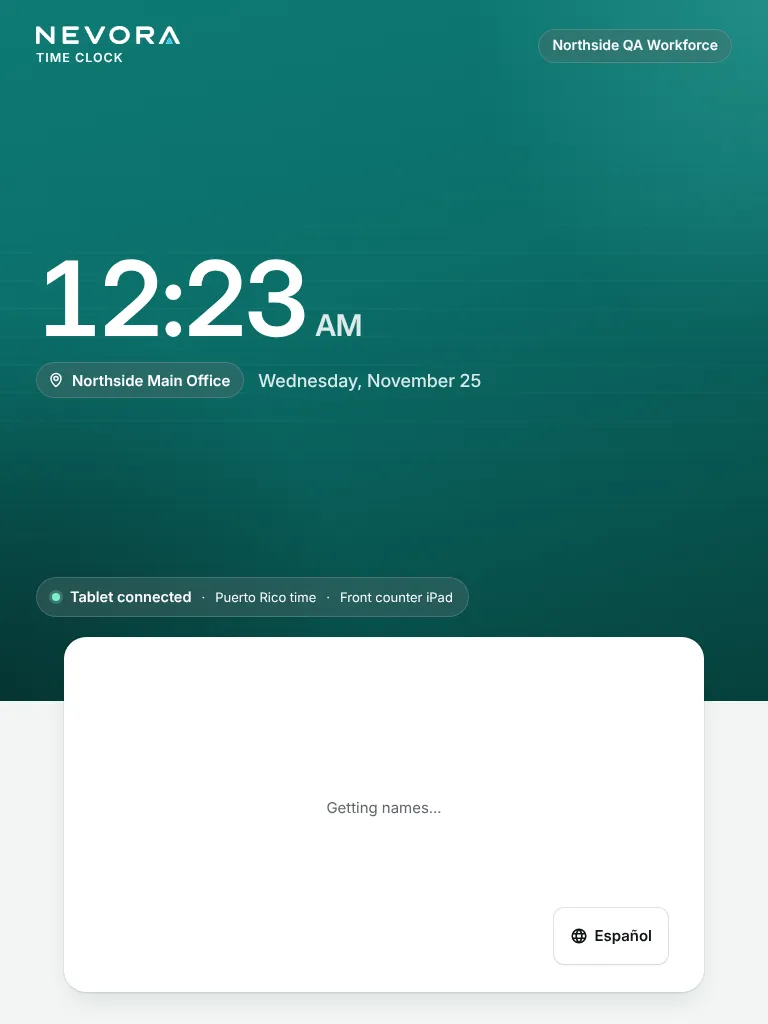 NEVORA
TIME CLOCK
Northside QA Workforce
12:23 AM
Northside Main Office
Wednesday, November 25
Tablet connected · Puerto Rico time · Front counter iPad
Getting names...
Español